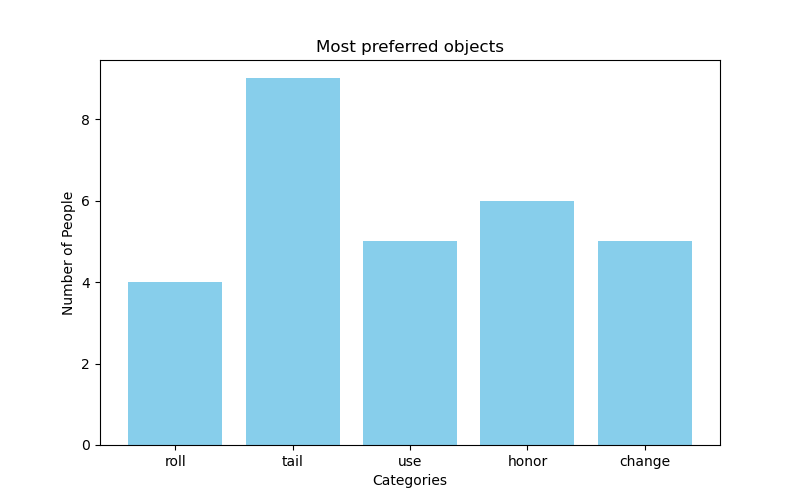 Most preferred objects
Number of People
8
6
4
2
0
roll tail use honor change
Categories